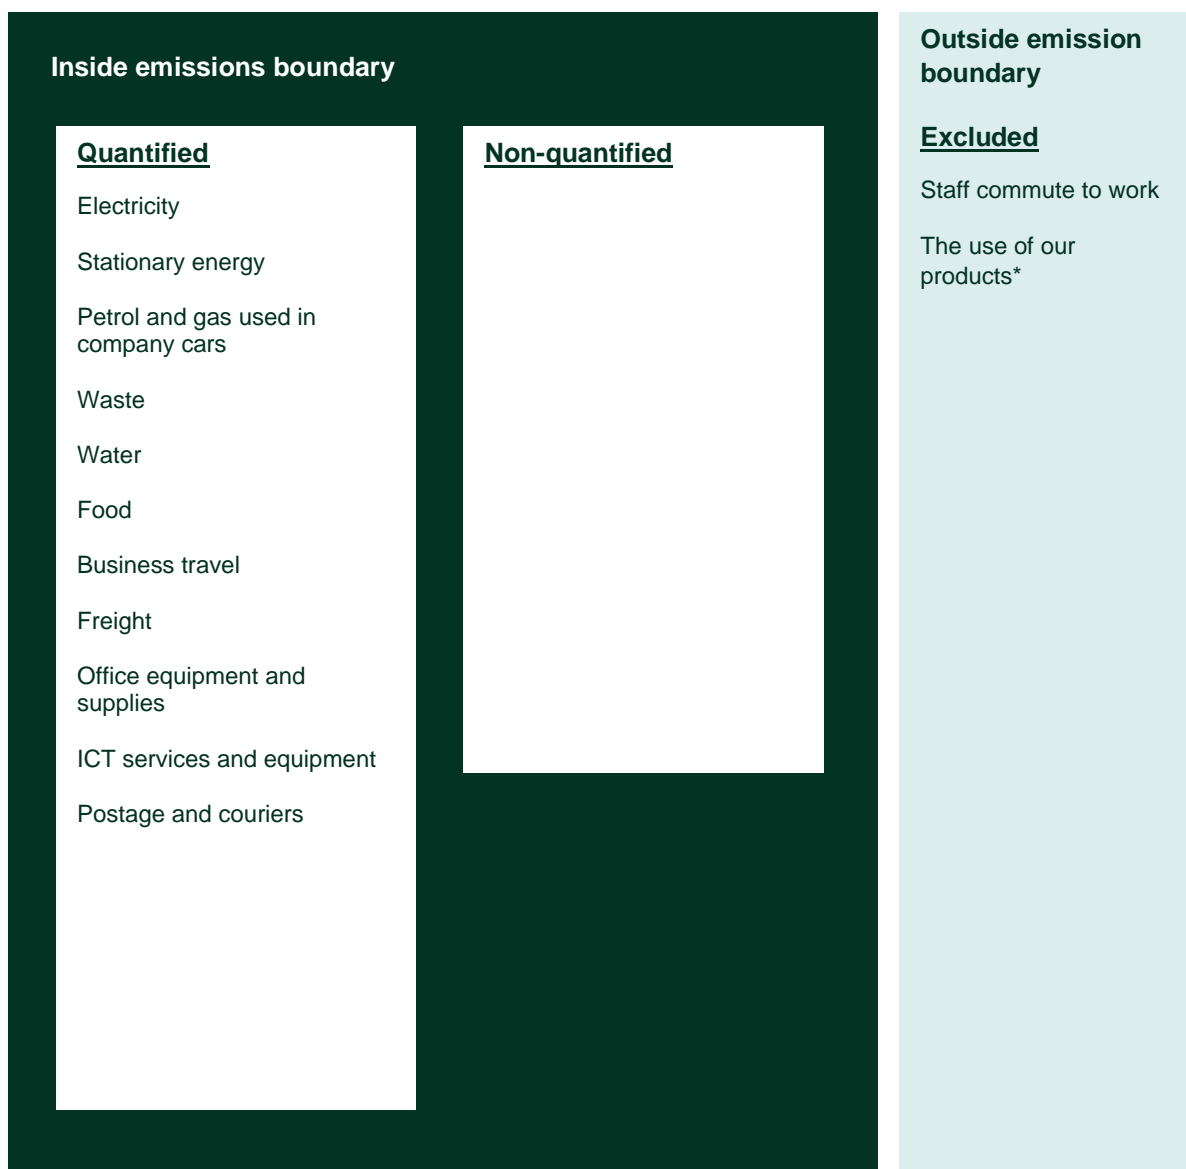 Inside emissions boundary
Quantified
Electricity
Stationary energy
Petrol and gas used in
company cars
Waste
Water
Food
Business travel
Freight
Office equipment and
supplies
ICT services and equipment
Postage and couriers
Non-quantified
Outside emission
boundary
Excluded
Staff commute to work
The use of our
products*